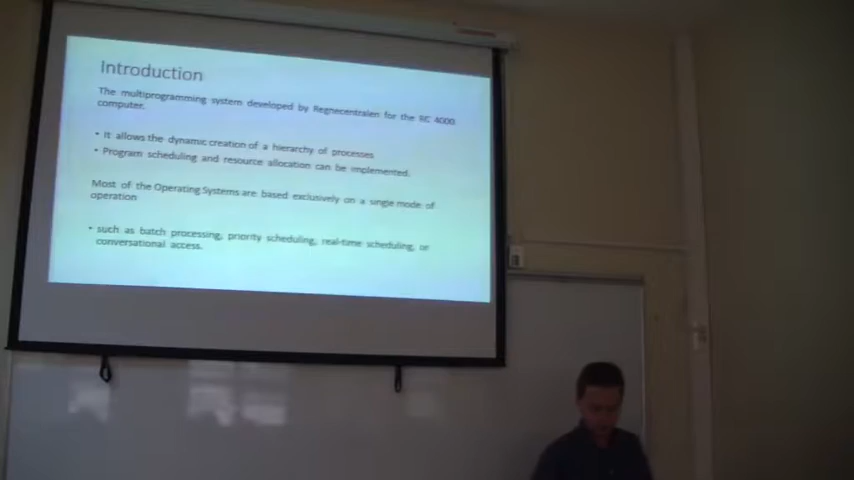 Introduction
The multiprogramming system developed by Regnecentralen for the RC 4000
computer.
• It allows the dynamic creation of a hierarchy of processes
• Program scheduling and resource allocation can be implemented.
Most of the Operating Systems are based exclusively on a single mode of
operation
• such as batch processing, priority scheduling, real-time scheduling, or
conversational access.